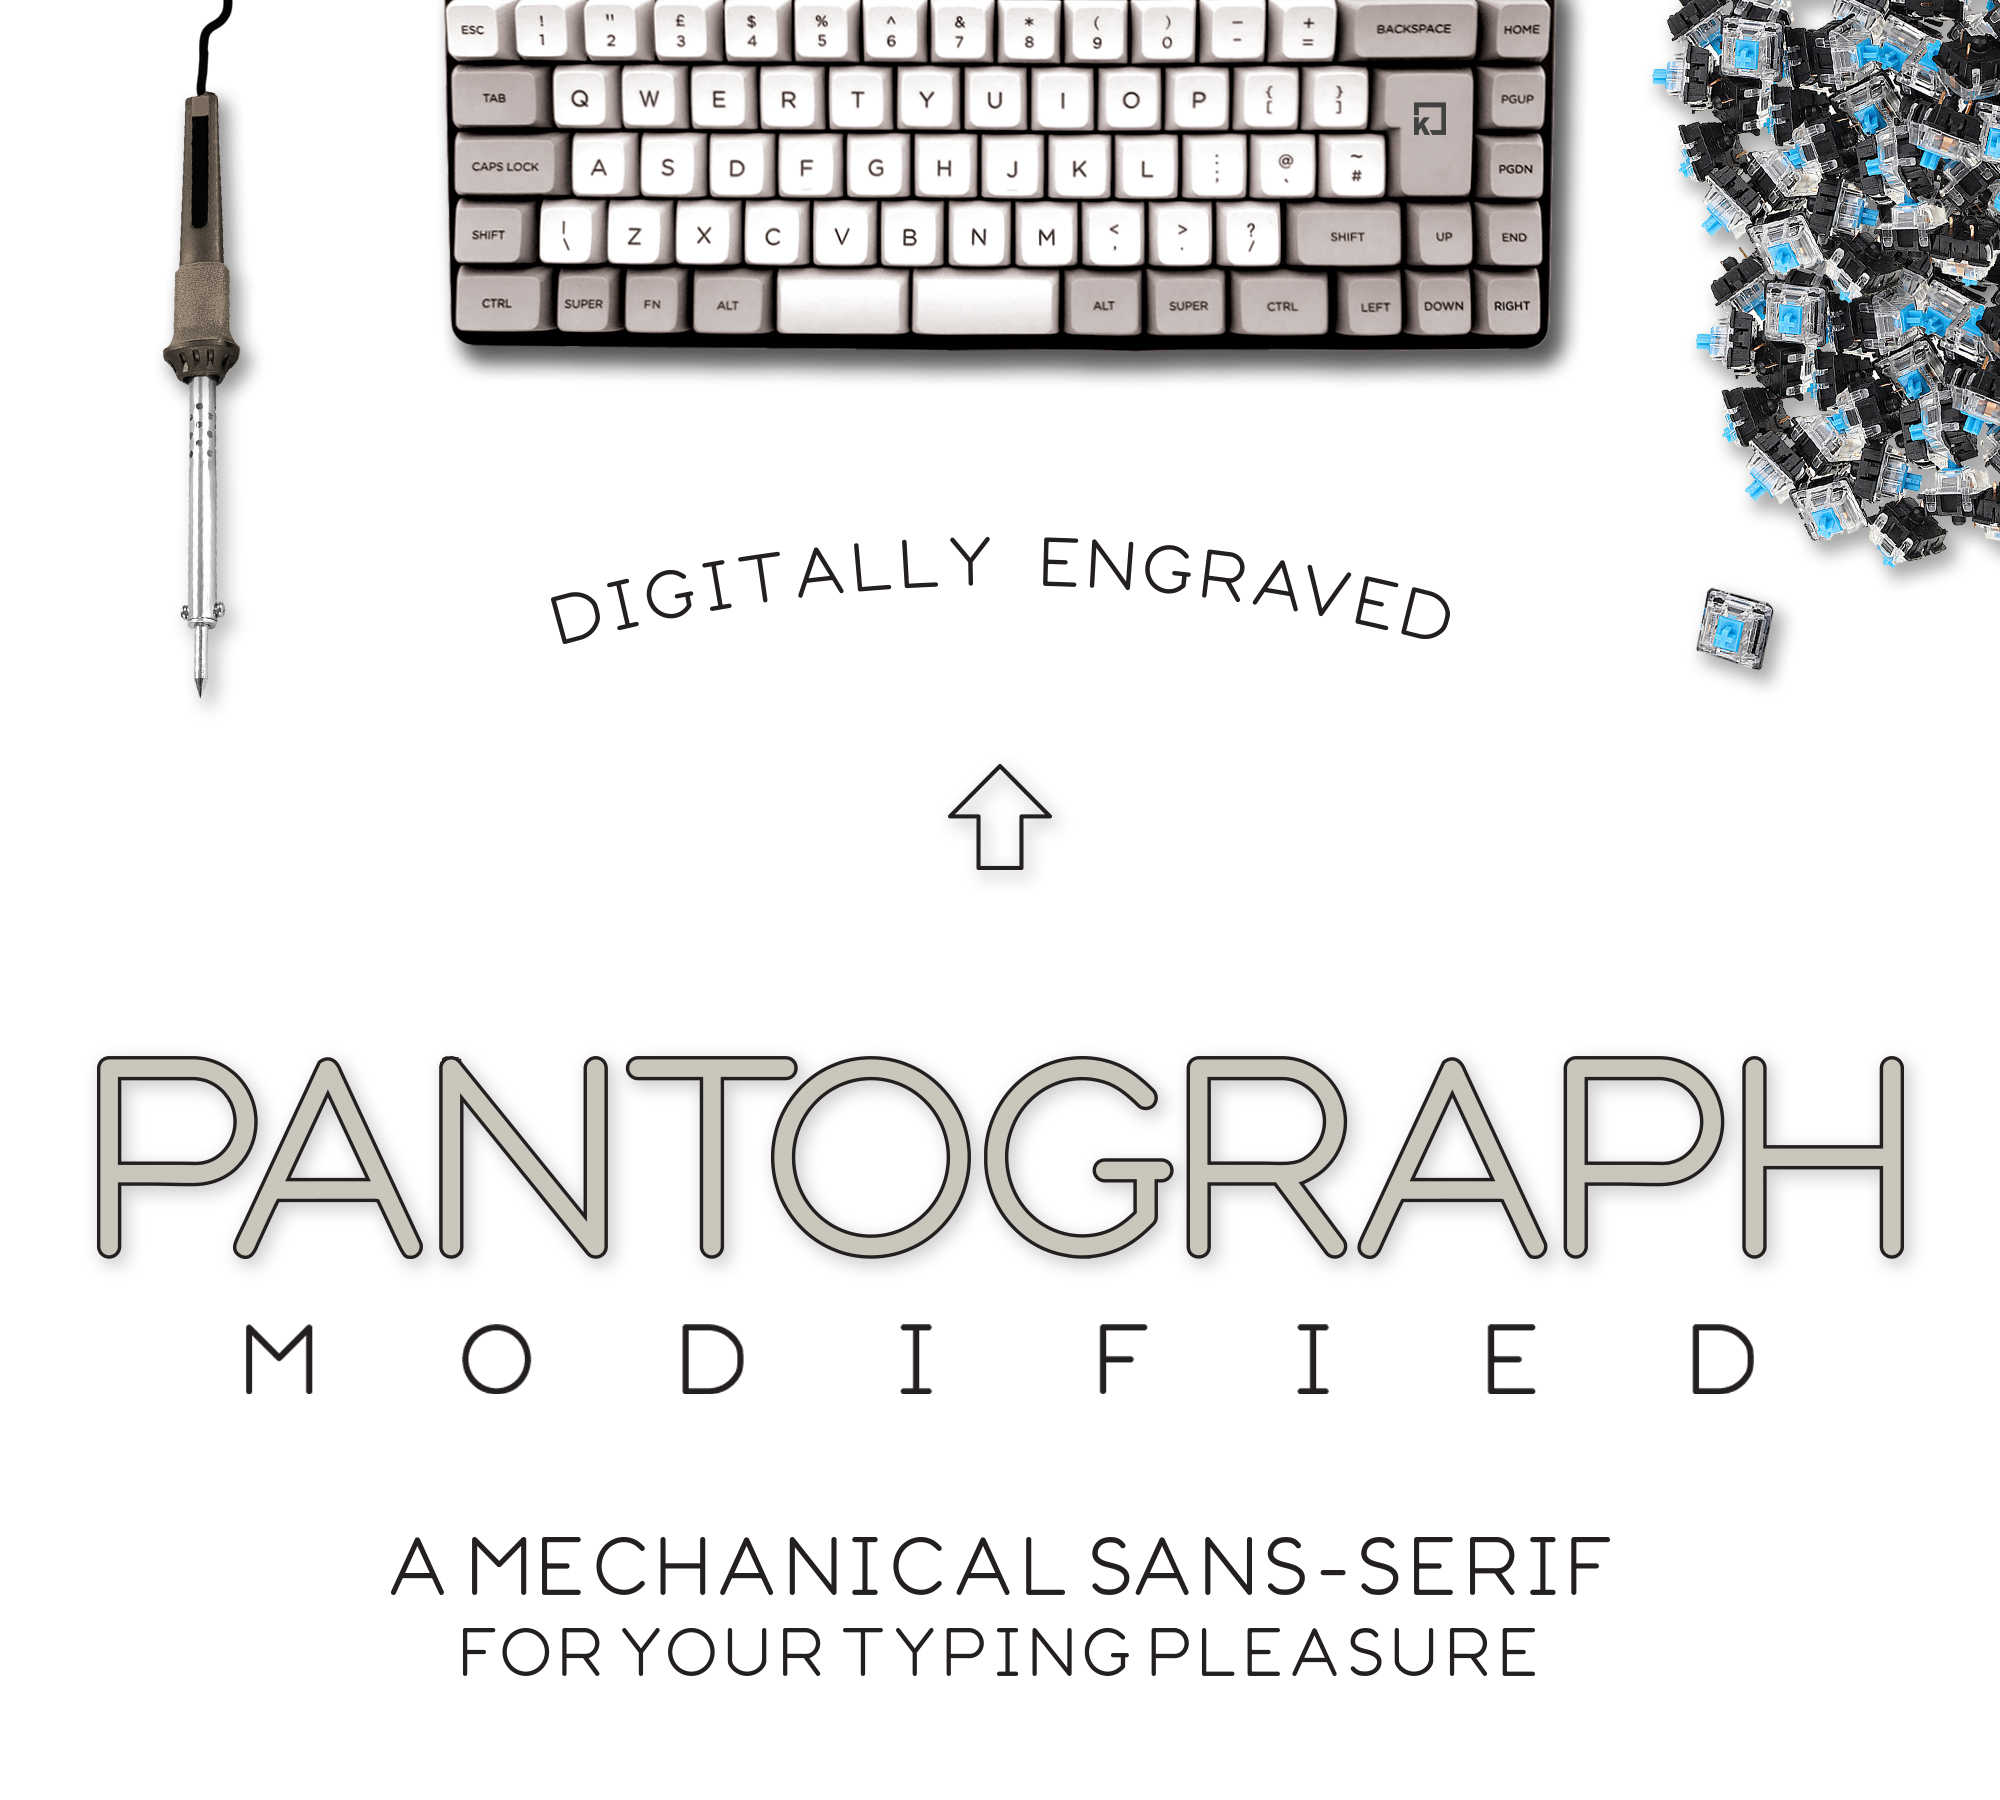 ESC ! 1 " 2 £ 3 $ 4 % 5 ^ 6 & 7 * 8 ( 9 ) 0 — - + = BACKSPACE HOME
TAB Q W E R T Y U I O P { [ } ] PGUP
CAPS LOCK A S D F G H J K L : ; @ ` ~ # PGDN
SHIFT | \ Z X C V B N M < , > . ? / SHIFT UP END
CTRL SUPER FN ALT ALT SUPER CTRL LEFT DOWN RIGHT
DIGITALLY ENGRAVED
PANTOGRAPH
MODIFIED
A MECHANICAL SANS-SERIF
FOR YOUR TYPING PLEASURE